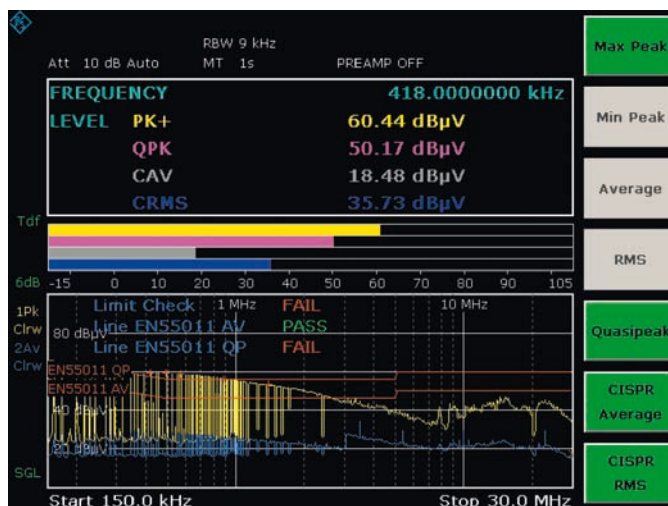 RBW 9 kHz
Att 10 dB Auto MT 1s PREAMP OFF
FREQUENCY 418.0000000 kHz
LEVEL PK+ 60.44 dBµV
QPK 50.17 dBµV
CAV 18.48 dBµV
CRMS 35.73 dBµV
Tdf
6dB -15 0 10 20 30 40 50 60 70 80 90 105
1Pk
Clrw
2Av
Clrw
SGL
Limit Check 1 MHz FAIL 10 MHz
80 dBµV Line EN55011 AV PASS
Line EN55011 QP FAIL
EN55011 QP
EN55011 AV
40 dBµV
20 dBµV
Start 150.0 kHz Stop 30.0 MHz
Max Peak
Min Peak
Average
RMS
Quasipeak
CISPR
Average
CISPR
RMS